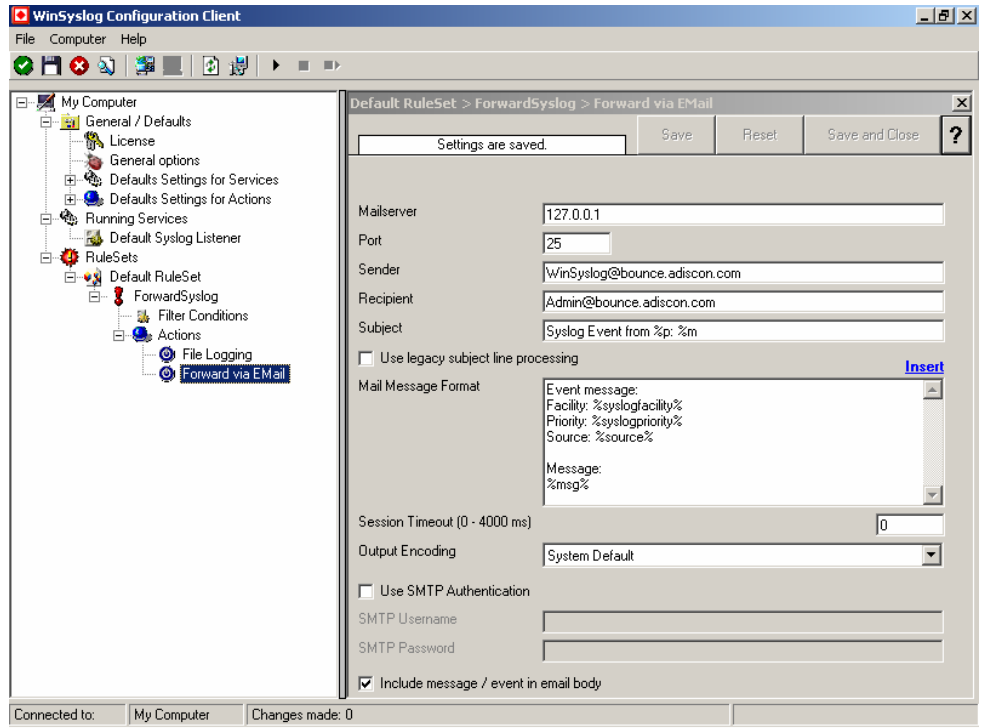 WinSyslog Configuration Client
File Computer Help
My Computer
General / Defaults
License
General options
Defaults Settings for Services
Defaults Settings for Actions
Running Services
Default Syslog Listener
RuleSets
Default RuleSet
ForwardSyslog
Filter Conditions
Actions
File Logging
Forward via EMail
Default RuleSet > ForwardSyslog > Forward via EMail
Settings are saved.
Save Reset Save and Close ?
Mailserver 127.0.0.1
Port 25
Sender WinSyslog@bounce.adiscon.com
Recipient Admin@bounce.adiscon.com
Subject Syslog Event from %p: %m
Use legacy subject line processing
Insert
Mail Message Format
Event message:
Facility: %syslogfacility%
Priority: %syslogpriority%
Source: %source%
Message:
%msg%
Session Timeout (0 - 4000 ms) 0
Output Encoding System Default
Use SMTP Authentication
SMTP Username
SMTP Password
Include message / event in email body
Connected to: My Computer Changes made: 0